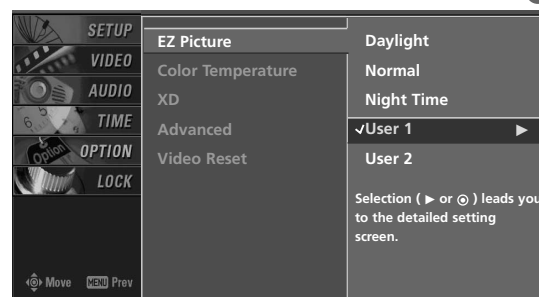 SETUP
VIDEO
AUDIO
TIME
OPTION
LOCK
EZ Picture
Color Temperature
XD
Advanced
Video Reset
Daylight
Normal
Night Time
✓User 1 ▶
User 2
Selection ( ▶ or ◉ ) leads you
to the detailed setting
screen.
Move MENU Prev
Option